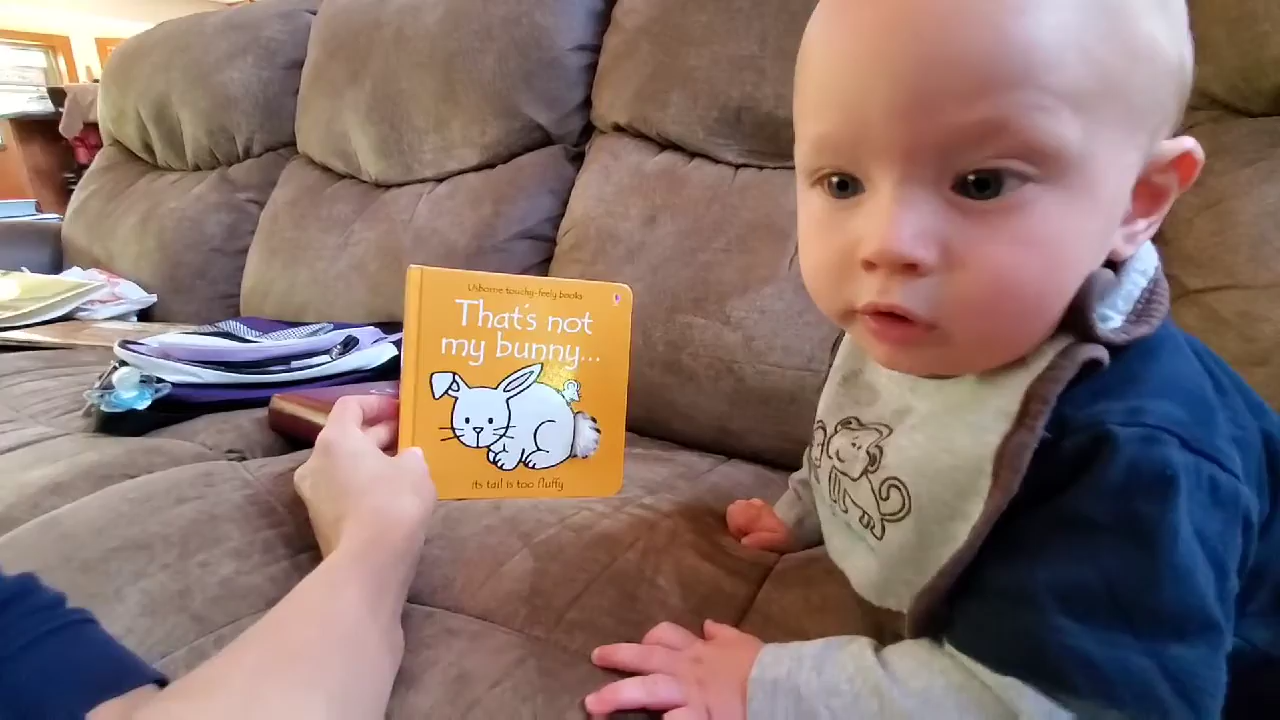 Usborne touchy-feely books
That's not
my bunny...
its tail is too fluffy